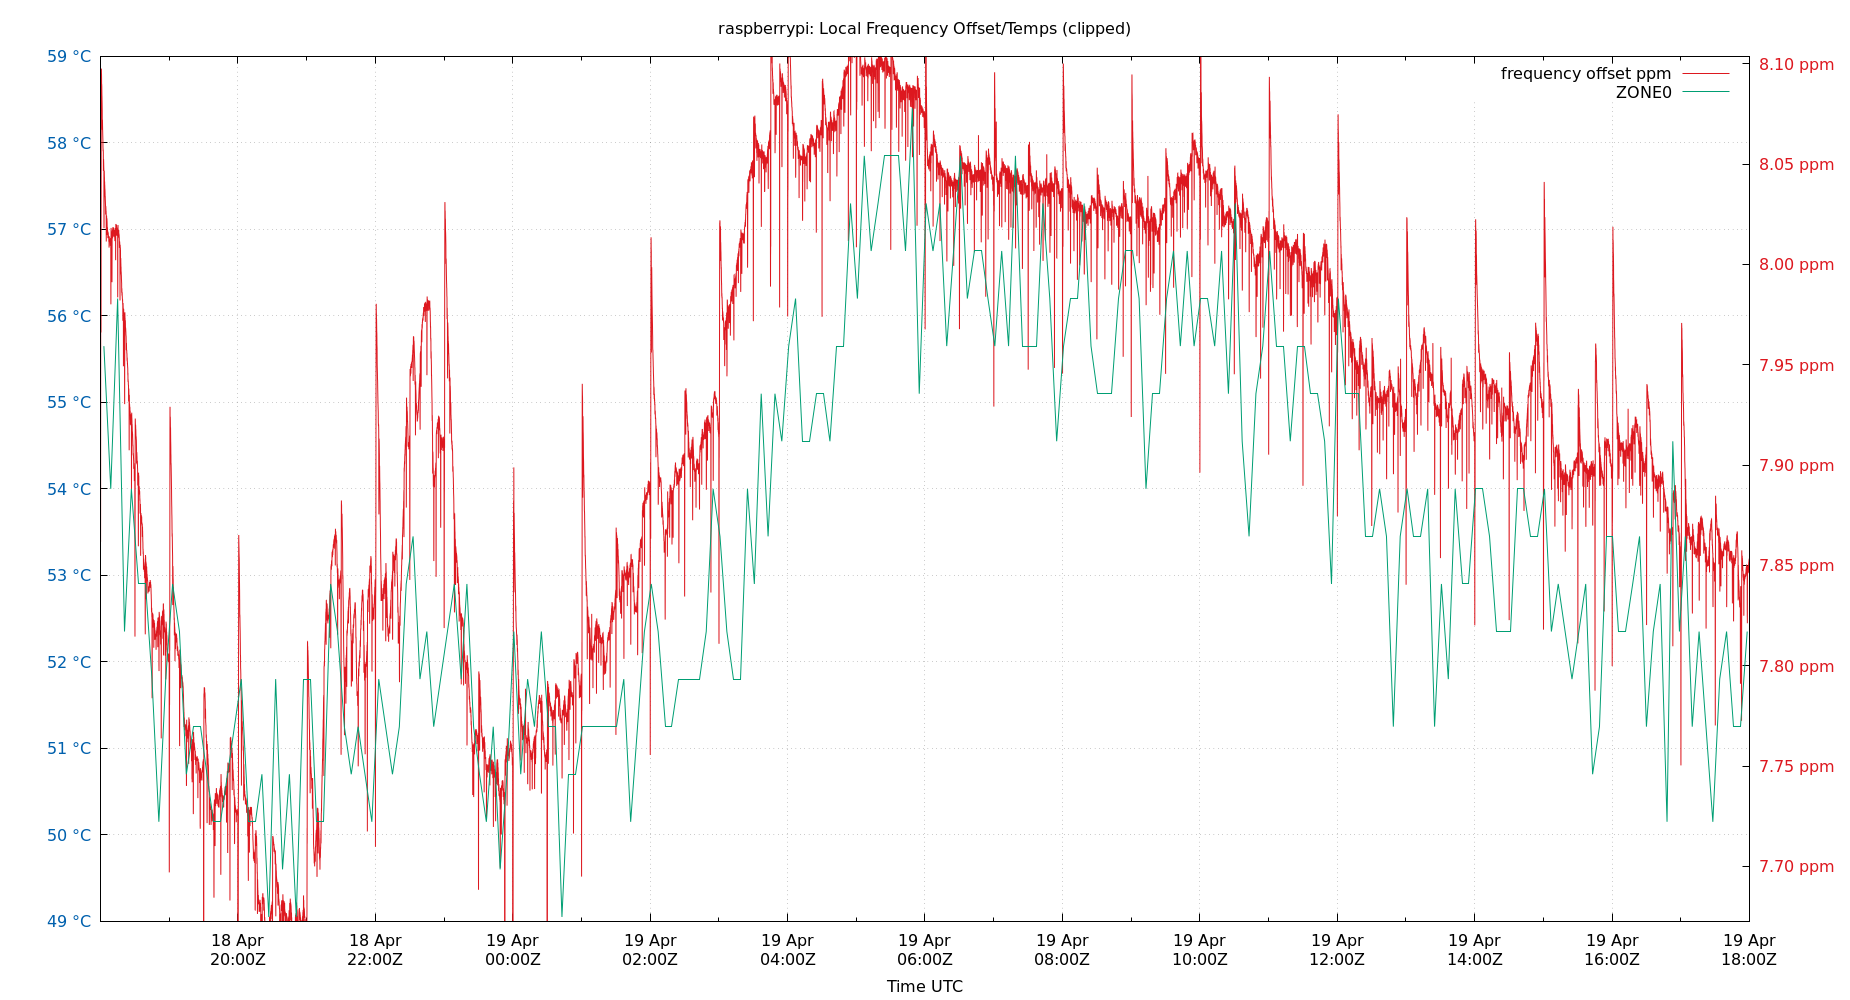 raspberrypi: Local Frequency Offset/Temps (clipped)
frequency offset ppm
ZONE0
59 °C
58 °C
57 °C
56 °C
55 °C
54 °C
53 °C
52 °C
51 °C
50 °C
49 °C
8.10 ppm
8.05 ppm
8.00 ppm
7.95 ppm
7.90 ppm
7.85 ppm
7.80 ppm
7.75 ppm
7.70 ppm
18 Apr
20:00Z
18 Apr
22:00Z
19 Apr
00:00Z
19 Apr
02:00Z
19 Apr
04:00Z
19 Apr
06:00Z
19 Apr
08:00Z
19 Apr
10:00Z
19 Apr
12:00Z
19 Apr
14:00Z
19 Apr
16:00Z
19 Apr
18:00Z
Time UTC